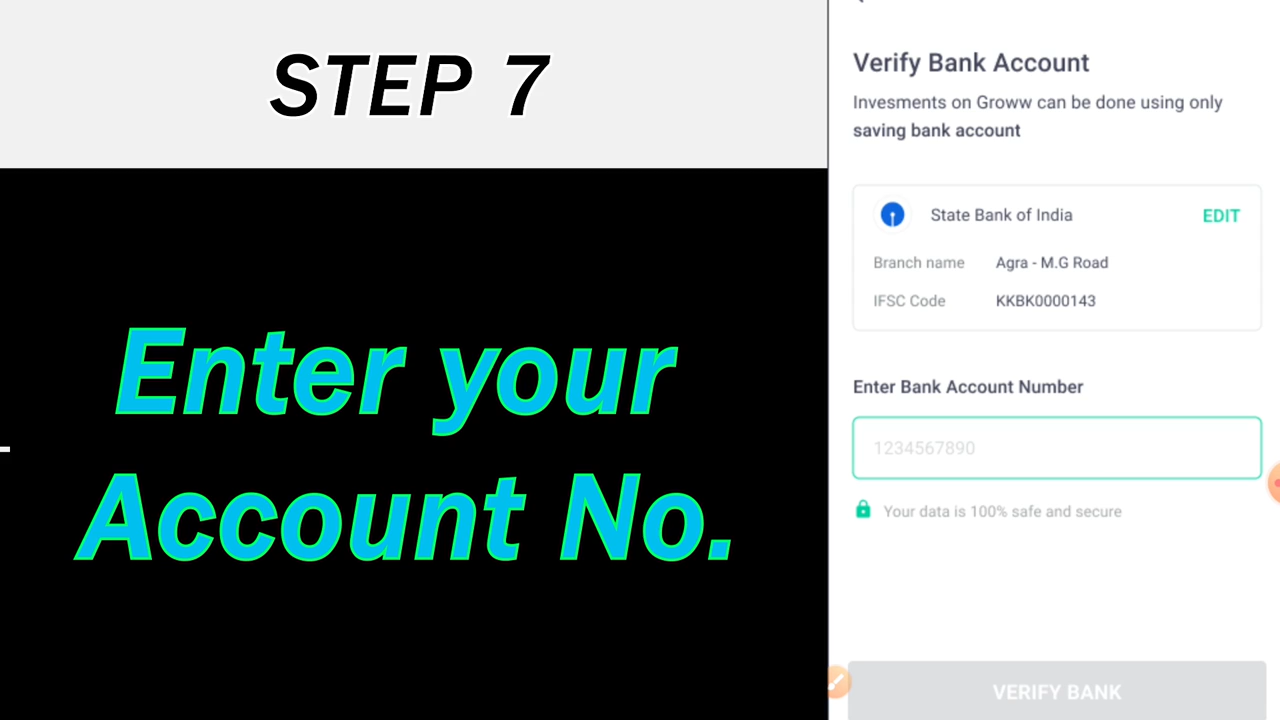 STEP 7
Enter your
Account No.
Verify Bank Account
Invesments on Groww can be done using only
saving bank account
State Bank of India EDIT
Branch name Agra - M.G Road
IFSC Code KKBK0000143
Enter Bank Account Number
1234567890
Your data is 100% safe and secure
VERIFY BANK